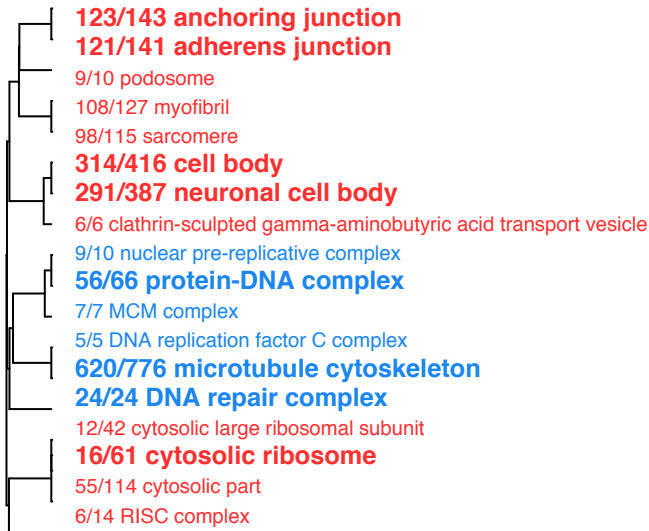 123/143 anchoring junction
121/141 adherens junction
9/10 podosome
108/127 myofibril
98/115 sarcomere
314/416 cell body
291/387 neuronal cell body
6/6 clathrin-sculpted gamma-aminobutyric acid transport vesicle
9/10 nuclear pre-replicative complex
56/66 protein-DNA complex
7/7 MCM complex
5/5 DNA replication factor C complex
620/776 microtubule cytoskeleton
24/24 DNA repair complex
12/42 cytosolic large ribosomal subunit
16/61 cytosolic ribosome
55/114 cytosolic part
6/14 RISC complex